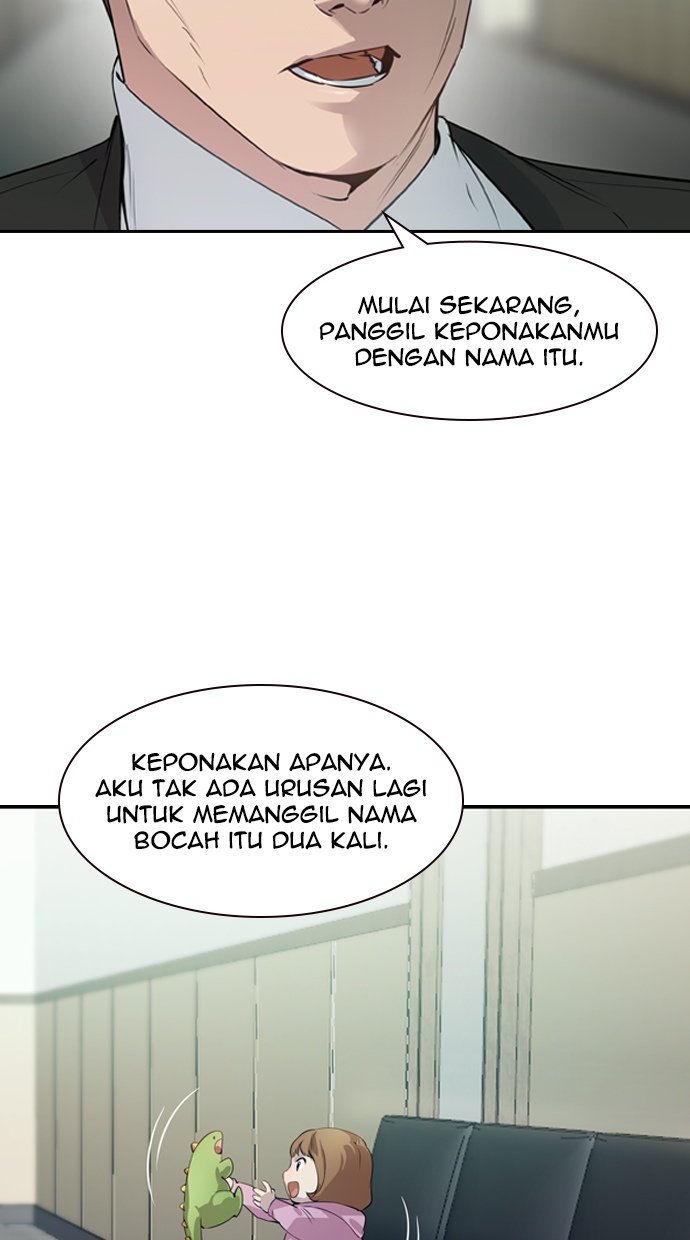 MULAI SEKARANG,
PANGGIL KEPONAKANMU
DENGAN NAMA ITU.
KEPONAKAN APANYA.
AKU TAK ADA URUSAN LAGI
UNTUK MEMANGGIL NAMA
BOCAH ITU DUA KALI.